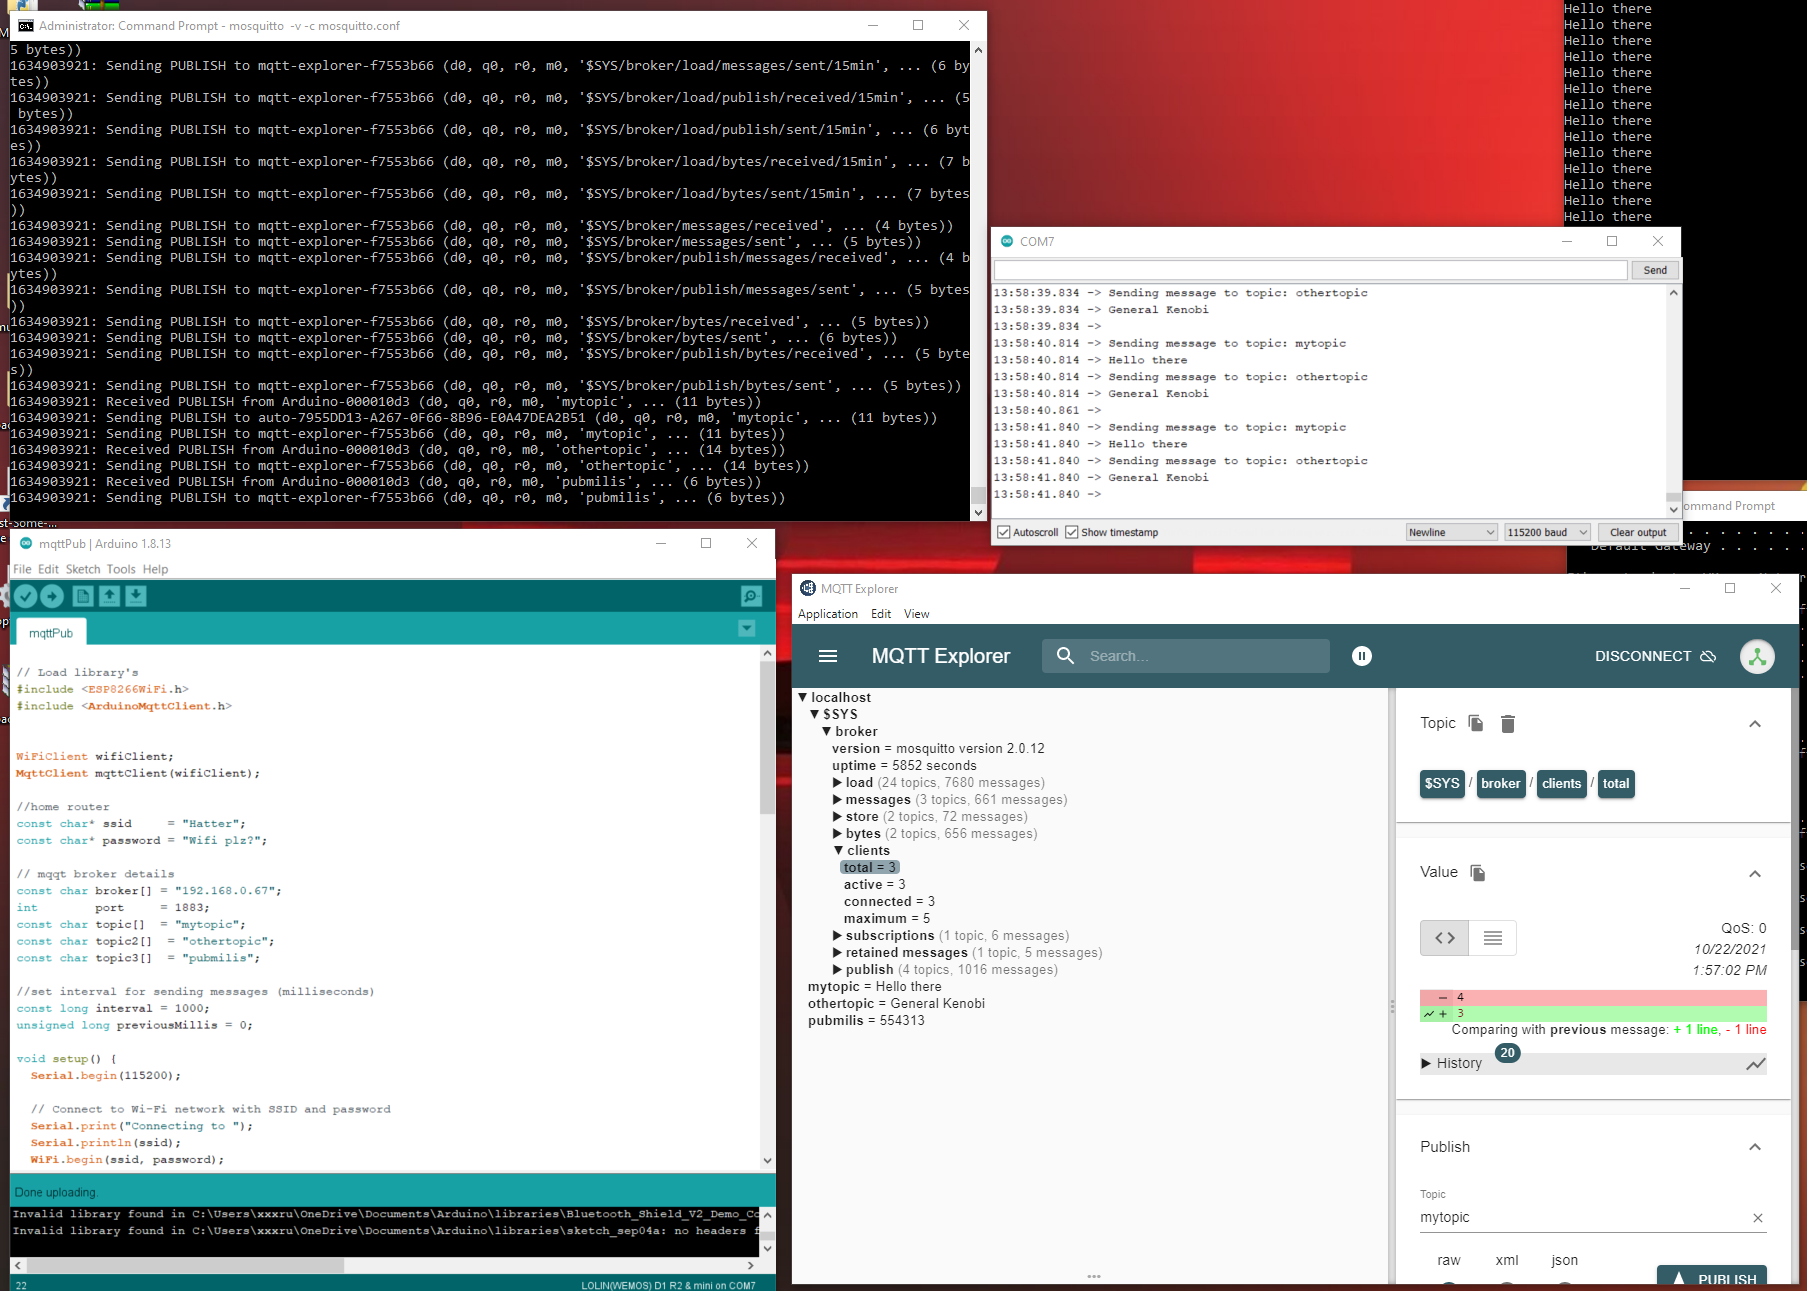 Administrator: Command Prompt - mosquitto  -v -c mosquitto.conf
5 bytes))
1634903921: Sending PUBLISH to mqtt-explorer-f7553b66 (d0, q0, r0, m0, '$SYS/broker/load/messages/sent/15min', ... (6 by
tes))
1634903921: Sending PUBLISH to mqtt-explorer-f7553b66 (d0, q0, r0, m0, '$SYS/broker/load/publish/received/15min', ... (5
 bytes))
1634903921: Sending PUBLISH to mqtt-explorer-f7553b66 (d0, q0, r0, m0, '$SYS/broker/load/publish/sent/15min', ... (6 byt
es))
1634903921: Sending PUBLISH to mqtt-explorer-f7553b66 (d0, q0, r0, m0, '$SYS/broker/load/bytes/received/15min', ... (7 b
ytes))
1634903921: Sending PUBLISH to mqtt-explorer-f7553b66 (d0, q0, r0, m0, '$SYS/broker/load/bytes/sent/15min', ... (7 bytes
))
1634903921: Sending PUBLISH to mqtt-explorer-f7553b66 (d0, q0, r0, m0, '$SYS/broker/messages/received', ... (4 bytes))
1634903921: Sending PUBLISH to mqtt-explorer-f7553b66 (d0, q0, r0, m0, '$SYS/broker/messages/sent', ... (5 bytes))
1634903921: Sending PUBLISH to mqtt-explorer-f7553b66 (d0, q0, r0, m0, '$SYS/broker/publish/messages/received', ... (4 b
ytes))
1634903921: Sending PUBLISH to mqtt-explorer-f7553b66 (d0, q0, r0, m0, '$SYS/broker/publish/messages/sent', ... (5 bytes
))
1634903921: Sending PUBLISH to mqtt-explorer-f7553b66 (d0, q0, r0, m0, '$SYS/broker/bytes/received', ... (5 bytes))
1634903921: Sending PUBLISH to mqtt-explorer-f7553b66 (d0, q0, r0, m0, '$SYS/broker/bytes/sent', ... (6 bytes))
1634903921: Sending PUBLISH to mqtt-explorer-f7553b66 (d0, q0, r0, m0, '$SYS/broker/publish/bytes/received', ... (5 byte
s))
1634903921: Sending PUBLISH to mqtt-explorer-f7553b66 (d0, q0, r0, m0, '$SYS/broker/publish/bytes/sent', ... (5 bytes))
1634903921: Received PUBLISH from Arduino-000010d3 (d0, q0, r0, m0, 'mytopic', ... (11 bytes))
1634903921: Sending PUBLISH to auto-7955DD13-A267-0F66-8B96-E0A47DEA2B51 (d0, q0, r0, m0, 'mytopic', ... (11 bytes))
1634903921: Sending PUBLISH to mqtt-explorer-f7553b66 (d0, q0, r0, m0, 'mytopic', ... (11 bytes))
1634903921: Received PUBLISH from Arduino-000010d3 (d0, q0, r0, m0, 'othertopic', ... (14 bytes))
1634903921: Sending PUBLISH to mqtt-explorer-f7553b66 (d0, q0, r0, m0, 'othertopic', ... (14 bytes))
1634903921: Received PUBLISH from Arduino-000010d3 (d0, q0, r0, m0, 'pubmilis', ... (6 bytes))
1634903921: Sending PUBLISH to mqtt-explorer-f7553b66 (d0, q0, r0, m0, 'pubmilis', ... (6 bytes))
Hello there
Hello there
Hello there
Hello there
Hello there
Hello there
Hello there
Hello there
Hello there
Hello there
Hello there
Hello there
Hello there
Hello there
COM7
Send
13:58:39.834 -> Sending message to topic: othertopic
13:58:39.834 -> General Kenobi
13:58:39.834 ->
13:58:40.814 -> Sending message to topic: mytopic
13:58:40.814 -> Hello there
13:58:40.814 -> Sending message to topic: othertopic
13:58:40.814 -> General Kenobi
13:58:40.861 ->
13:58:41.840 -> Sending message to topic: mytopic
13:58:41.840 -> Hello there
13:58:41.840 -> Sending message to topic: othertopic
13:58:41.840 -> General Kenobi
13:58:41.840 ->
Autoscroll Show timestamp Newline 115200 baud Clear output
ommand Prompt
Default Gateway . . . . . .
st-Some-...
mqttPub | Arduino 1.8.13
File Edit Sketch Tools Help
mqttPub
// Load library's
#include <ESP8266WiFi.h>
#include <ArduinoMqttClient.h>
WiFiClient wifiClient;
MqttClient mqttClient(wifiClient);
//home router
const char* ssid     = "Hatter";
const char* password = "Wifi plz?";
// mqqt broker details
const char broker[] = "192.168.0.67";
int        port     = 1883;
const char topic[]  = "mytopic";
const char topic2[]  = "othertopic";
const char topic3[]  = "pubmilis";
//set interval for sending messages (milliseconds)
const long interval = 1000;
unsigned long previousMillis = 0;
void setup() {
  Serial.begin(115200);
  // Connect to Wi-Fi network with SSID and password
  Serial.print("Connecting to ");
  Serial.println(ssid);
  WiFi.begin(ssid, password);
Done uploading.
Invalid library found in C:\Users\xxxru\OneDrive\Documents\Arduino\libraries\Bluetooth_Shield_V2_Demo_Co
Invalid library found in C:\Users\xxxru\OneDrive\Documents\Arduino\libraries\sketch_sep04a: no headers f
22
LOLIN(WEMOS) D1 R2 & mini on COM7
MQTT Explorer
Application Edit View
MQTT Explorer
Search...
DISCONNECT
localhost
$SYS
broker
version = mosquitto version 2.0.12
uptime = 5852 seconds
load (24 topics, 7680 messages)
messages (3 topics, 661 messages)
store (2 topics, 72 messages)
bytes (2 topics, 656 messages)
clients
total = 3
active = 3
connected = 3
maximum = 5
subscriptions (1 topic, 6 messages)
retained messages (1 topic, 5 messages)
publish (4 topics, 1016 messages)
mytopic = Hello there
othertopic = General Kenobi
pubmilis = 554313
Topic
$SYS / broker / clients / total
Value
QoS: 0
10/22/2021
1:57:02 PM
- 4
+ 3
Comparing with previous message: + 1 line, - 1 line
History 20
Publish
Topic
mytopic
raw xml json
PUBLISH